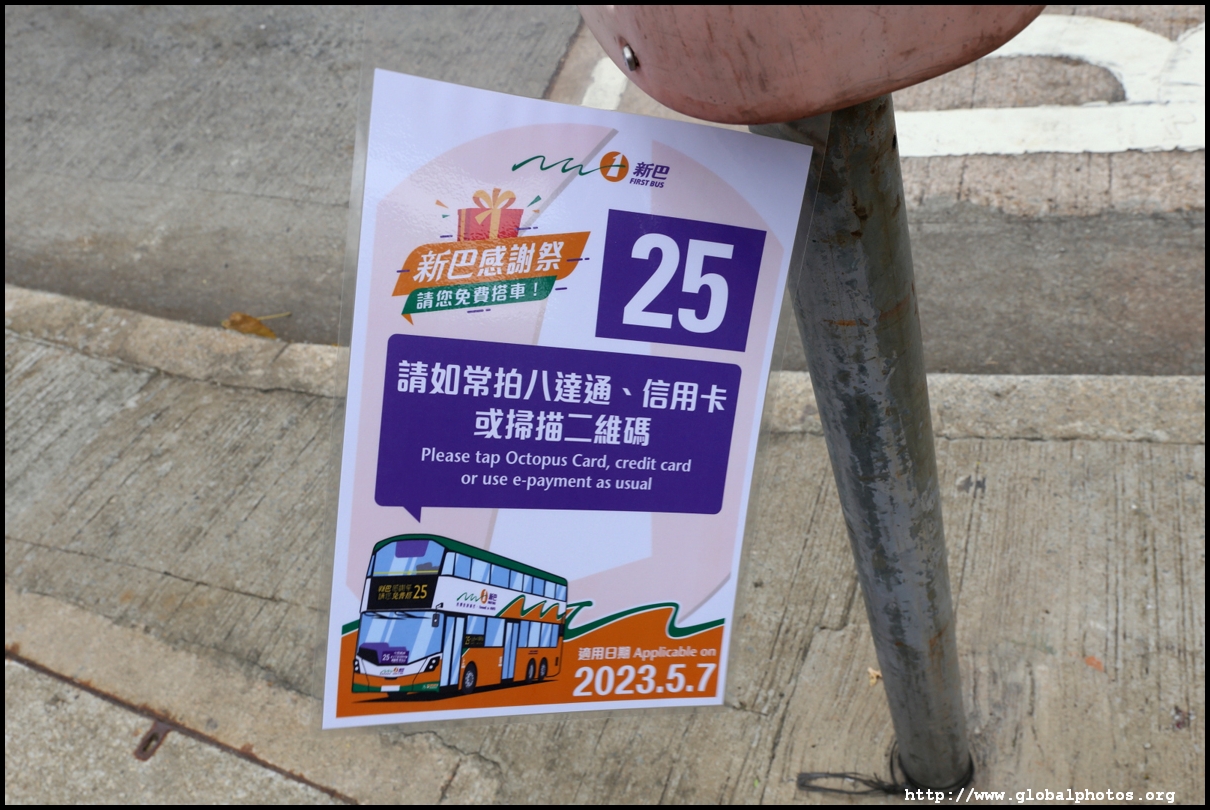 新巴
FIRST BUS
新巴感謝祭
請您免費搭車！
25
請如常拍八達通、信用卡
或掃描二維碼
Please tap Octopus Card, credit card
or use e-payment as usual
25
新巴
25
適用日期 Applicable on
2023.5.7
http://www.globalphotos.org